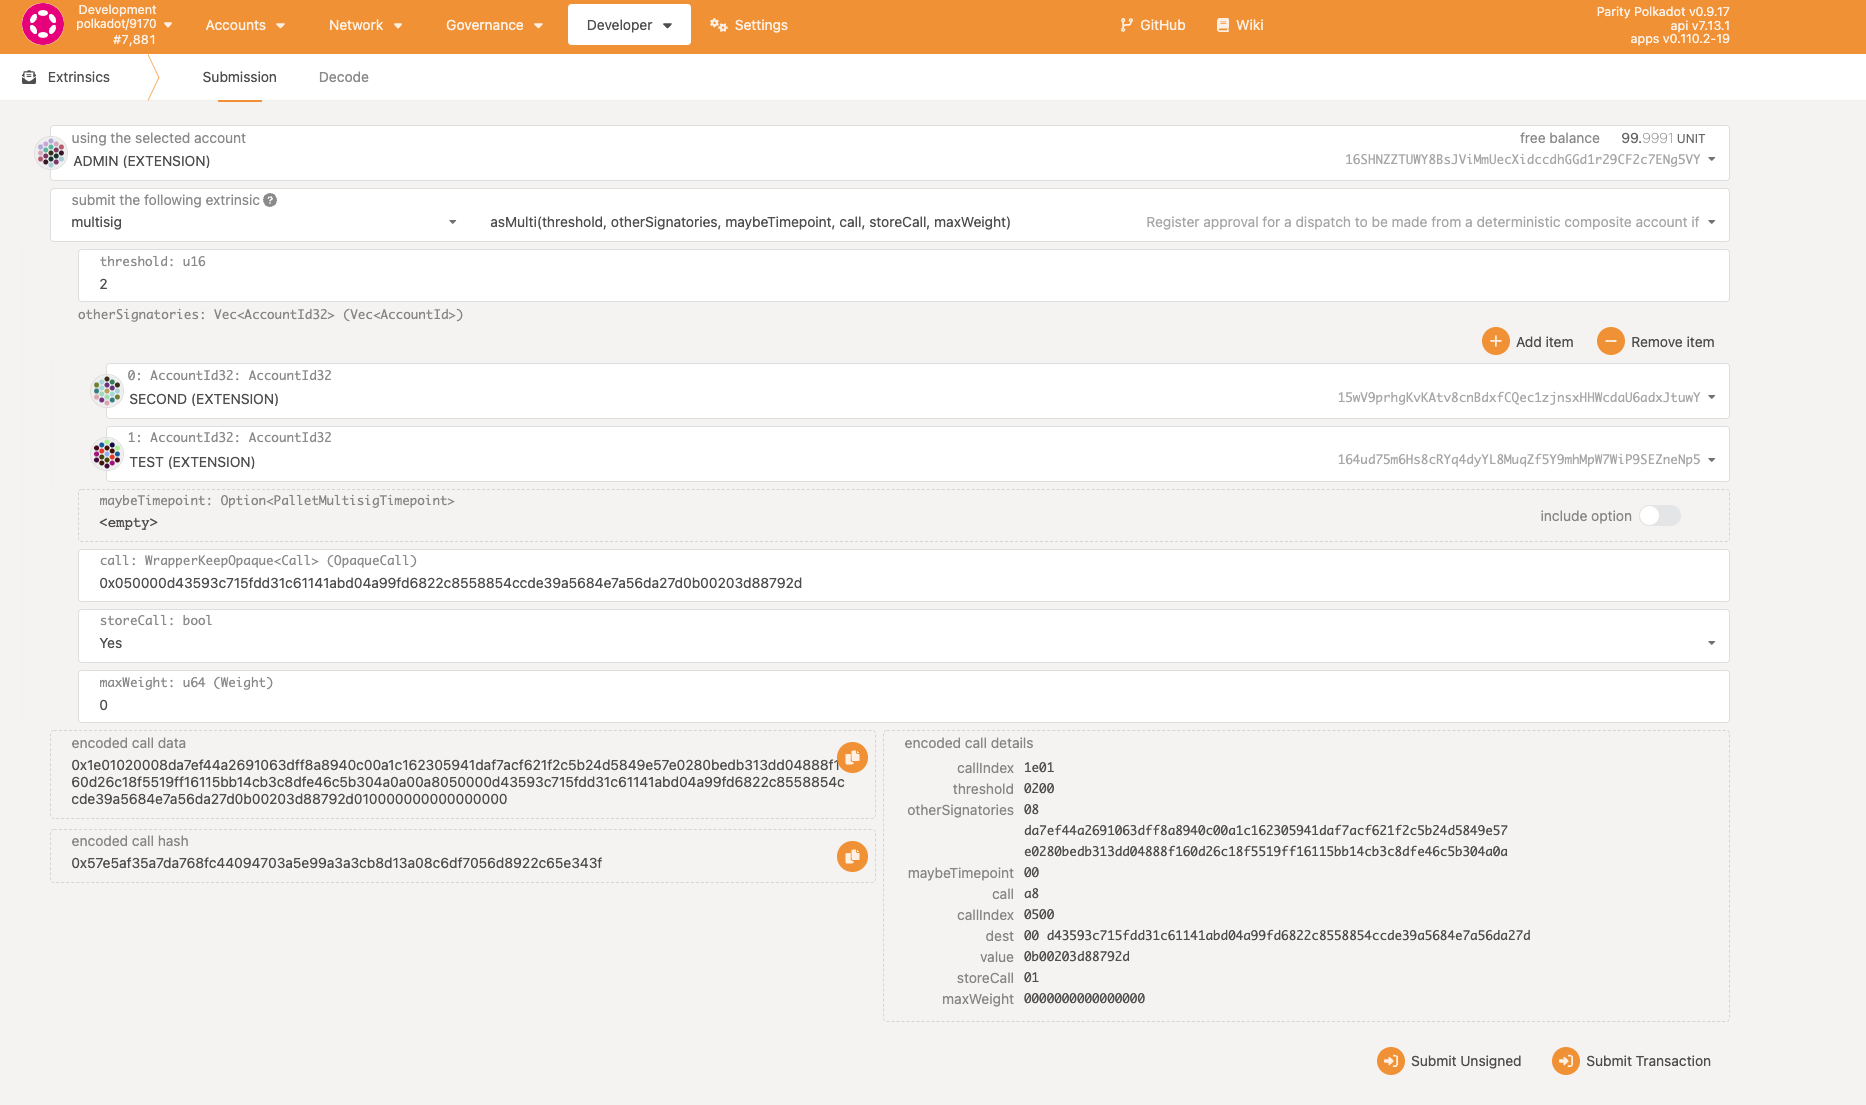 Development
polkadot/9170
#7,881
Accounts
Network
Governance
Developer
Settings
GitHub
Wiki
Parity Polkadot v0.9.17
api v7.13.1
apps v0.110.2-19
Extrinsics
Submission
Decode
using the selected account
ADMIN (EXTENSION)
free balance 99.9991 UNIT
16SHNZZTUWY8BsJViMmUecXidccdhGGd1r29CF2c7ENg5VY
submit the following extrinsic ?
multisig
asMulti(threshold, otherSignatories, maybeTimepoint, call, storeCall, maxWeight)
Register approval for a dispatch to be made from a deterministic composite account if
threshold: u16
2
otherSignatories: Vec<AccountId32> (Vec<AccountId>)
Add item
Remove item
0: AccountId32: AccountId32
SECOND (EXTENSION)
15wV9prhgKvKAtv8cnBdxfCQec1zjnsxHHWcdaU6adxJtuwY
1: AccountId32: AccountId32
TEST (EXTENSION)
164ud75m6Hs8cRYq4dyYL8MuqZf5Y9mhMpW7WiP9SEZneNp5
maybeTimepoint: Option<PalletMultisigTimepoint>
<empty>
include option
call: WrapperKeepOpaque<Call> (OpaqueCall)
0x050000d43593c715fdd31c61141abd04a99fd6822c8558854ccde39a5684e7a56da27d0b00203d88792d
storeCall: bool
Yes
maxWeight: u64 (Weight)
0
encoded call data
0x1e01020008da7ef44a2691063dff8a8940c00a1c162305941daf7acf621f2c5b24d5849e57e0280bedb313dd04888f1
60d26c18f5519ff16115bb14cb3c8dfe46c5b304a0a00a8050000d43593c715fdd31c61141abd04a99fd6822c8558854c
cde39a5684e7a56da27d0b00203d88792d010000000000000000
encoded call hash
0x57e5af35a7da768fc44094703a5e99a3a3cb8d13a08c6df7056d8922c65e343f
encoded call details
callIndex 1e01
threshold 0200
otherSignatories 08
da7ef44a2691063dff8a8940c00a1c162305941daf7acf621f2c5b24d5849e57
e0280bedb313dd04888f160d26c18f5519ff16115bb14cb3c8dfe46c5b304a0a
maybeTimepoint 00
call a8
callIndex 0500
dest 00 d43593c715fdd31c61141abd04a99fd6822c8558854ccde39a5684e7a56da27d
value 0b00203d88792d
storeCall 01
maxWeight 0000000000000000
Submit Unsigned
Submit Transaction